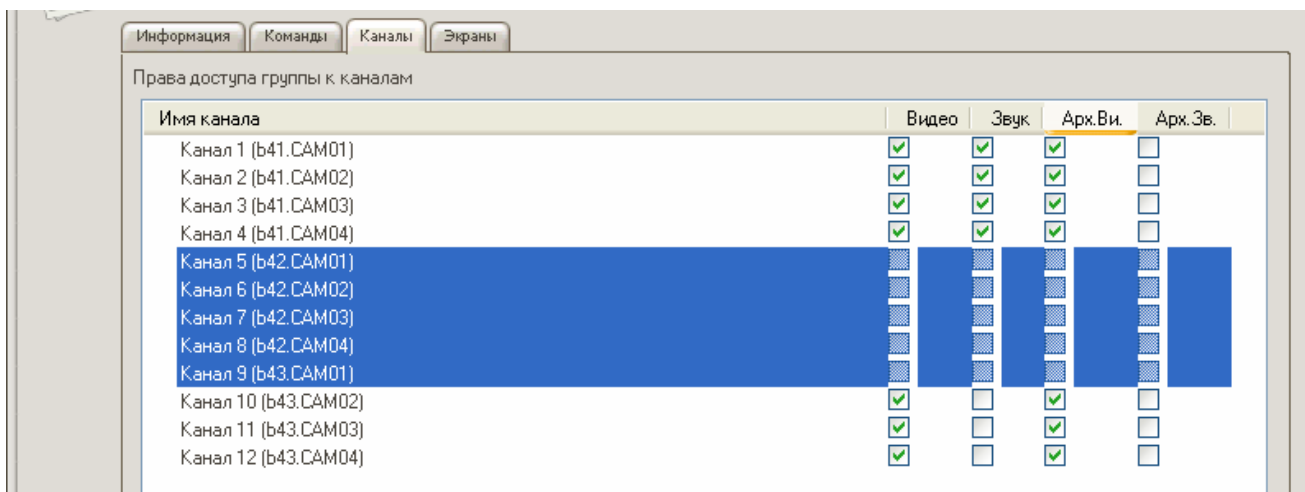 Информация Команды Каналы Экраны
Права доступа группы к каналам
Имя канала Видео Звук Арх.Ви. Арх.Зв.
Канал 1 (b41.CAM01)
Канал 2 (b41.CAM02)
Канал 3 (b41.CAM03)
Канал 4 (b41.CAM04)
Канал 5 (b42.CAM01)
Канал 6 (b42.CAM02)
Канал 7 (b42.CAM03)
Канал 8 (b42.CAM04)
Канал 9 (b43.CAM01)
Канал 10 (b43.CAM02)
Канал 11 (b43.CAM03)
Канал 12 (b43.CAM04)